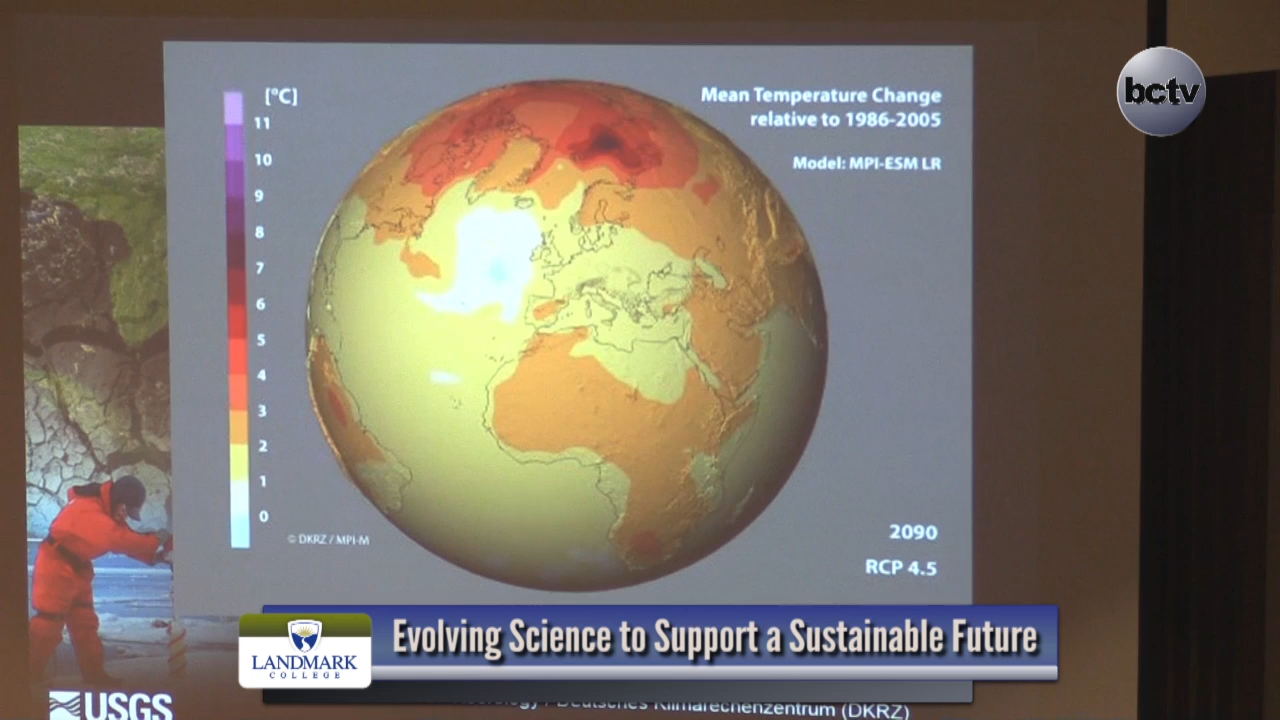 [°C]
11
10
9
8
7
6
5
4
3
2
1
0
Mean Temperature Change
relative to 1986-2005
Model: MPI-ESM LR
© DKRZ / MPI-M
2090
RCP 4.5
bctv
Evolving Science to Support a Sustainable Future
LANDMARK
COLLEGE
USGS
/ Deutsches Klimarechenzentrum (DKRZ)